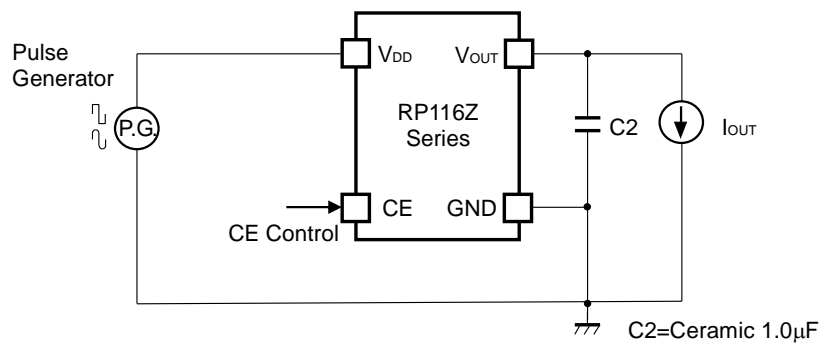 Pulse
Generator
P.G.
VDD
VOUT
RP116Z
Series
C2
IOUT
CE
GND
CE Control
C2=Ceramic 1.0μF